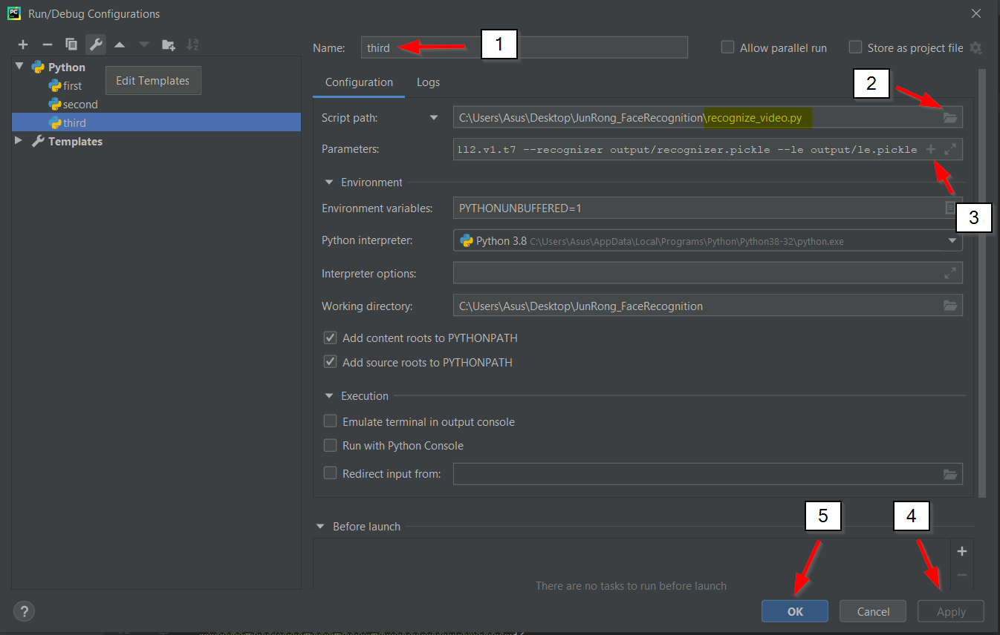 PC Run/Debug Configurations
Name: third
1
Allow parallel run
Store as project file
Python
Edit Templates
first
second
third
Templates
Configuration
Logs
2
Script path: C:\Users\Asus\Desktop\JunRong_FaceRecognition\recognize_video.py
Parameters: ll2.v1.t7 --recognizer output/recognizer.pickle --le output/le.pickle
3
Environment
Environment variables: PYTHONUNBUFFERED=1
Python interpreter: Python 3.8 C:\Users\Asus\AppData\Local\Programs\Python\Python38-32\python.exe
Interpreter options:
Working directory: C:\Users\Asus\Desktop\JunRong_FaceRecognition
Add content roots to PYTHONPATH
Add source roots to PYTHONPATH
Execution
Emulate terminal in output console
Run with Python Console
Redirect input from:
5
4
Before launch
There are no tasks to run before launch
?
OK
Cancel
Apply